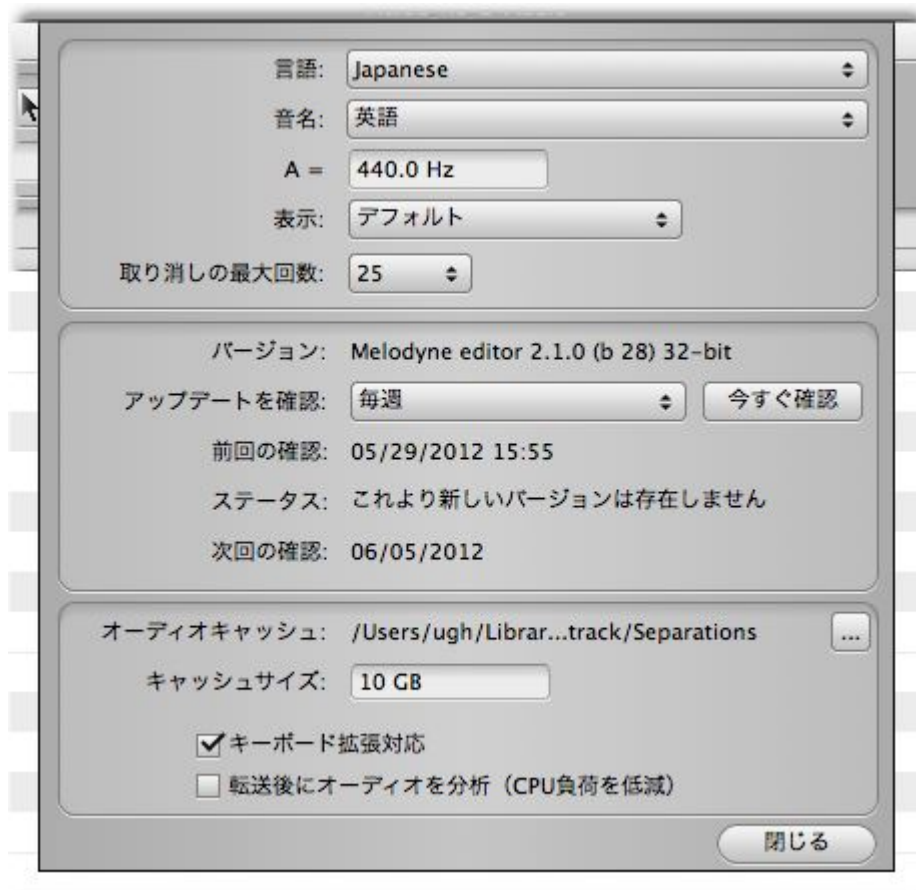 言語: Japanese
音名: 英語
A = 440.0 Hz
表示: デフォルト
取り消しの最大回数: 25
バージョン: Melodyne editor 2.1.0 (b 28) 32-bit
アップデートを確認: 毎週 今すぐ確認
前回の確認: 05/29/2012 15:55
ステータス: これより新しいバージョンは存在しません
次回の確認: 06/05/2012
オーディオキャッシュ: /Users/ugh/Librar...track/Separations ...
キャッシュサイズ: 10 GB
キーボード拡張対応
転送後にオーディオを分析（CPU負荷を低減）
閉じる